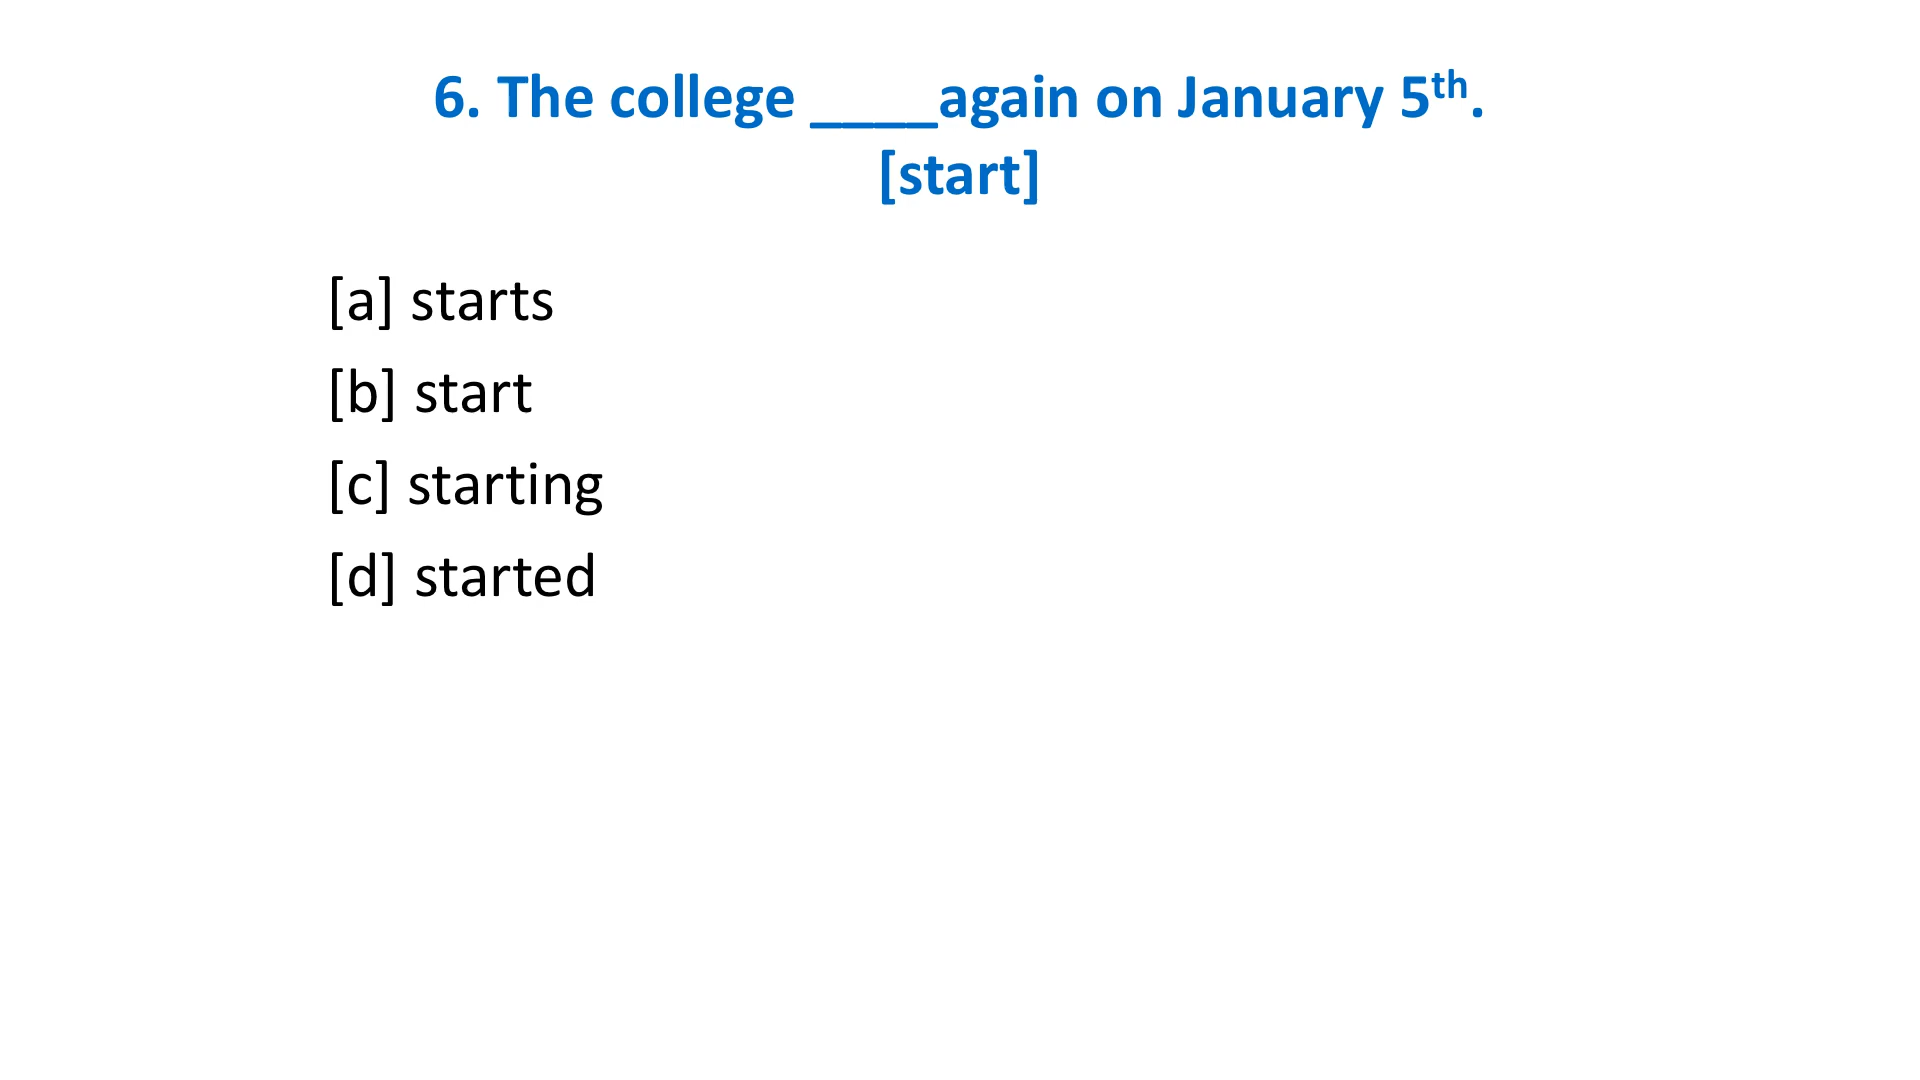 6. The college ____again on January 5th.
[start]
[a] starts
[b] start
[c] starting
[d] started